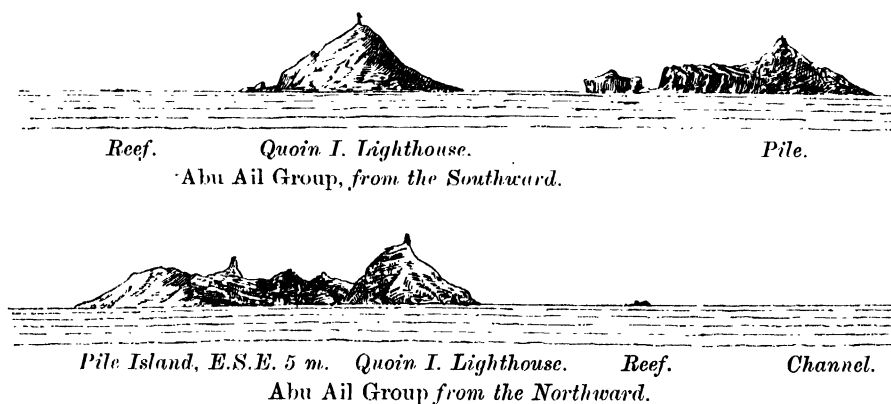 Reef. Quoin I. Lighthouse. Pile.
Abu Ail Group, from the Southward.
Pile Island, E.S.E. 5 m. Quoin I. Lighthouse. Reef. Channel.
Abu Ail Group from the Northward.